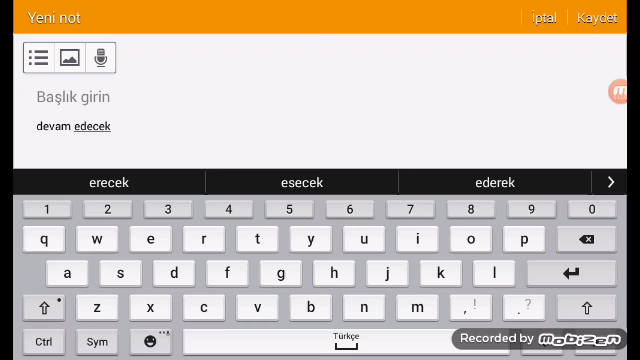 Yeni not
İptal
Kaydet
Başlık girin
devam edecek
erecek esecek ederek
1 2 3 4 5 6 7 8 9 0
q w e r t y u i o p
a s d f g h j k l
z x c v b n m , ! . ?
Ctrl Sym Türkçe
Recorded by MOBIZEN